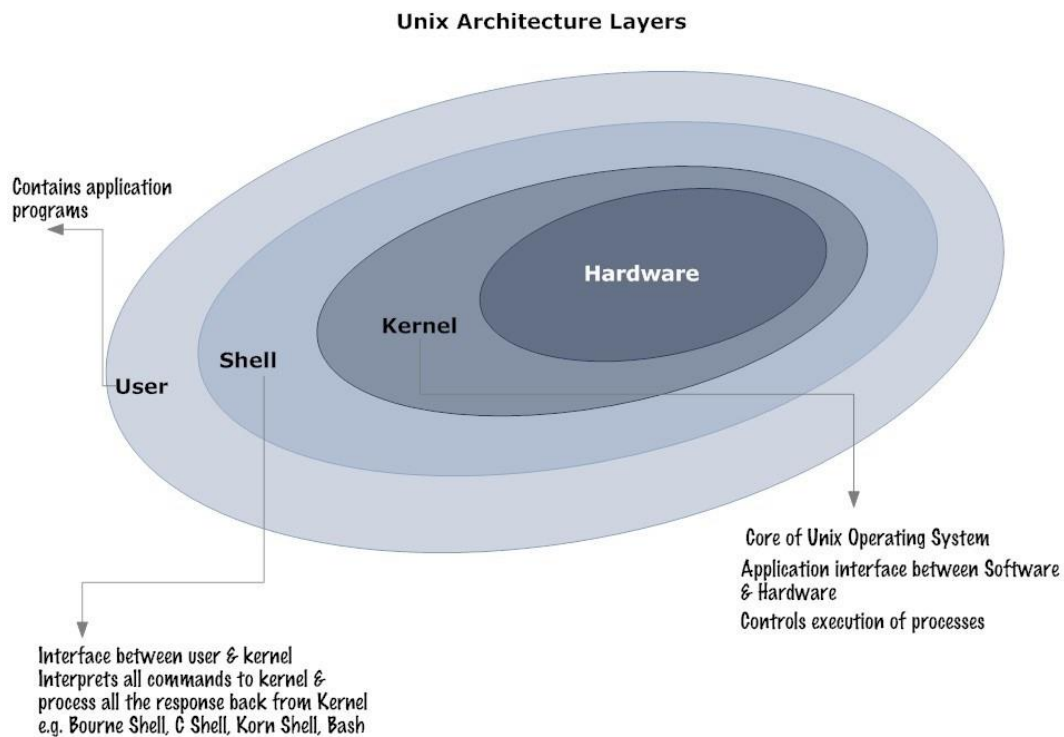 Unix Architecture Layers
Contains application
programs
Hardware
Kernel
Shell
User
Core of Unix Operating System
Application interface between Software
& Hardware
Controls execution of processes
Interface between user & kernel
Interprets all commands to kernel &
process all the response back from Kernel
e.g. Bourne Shell, C Shell, Korn Shell, Bash